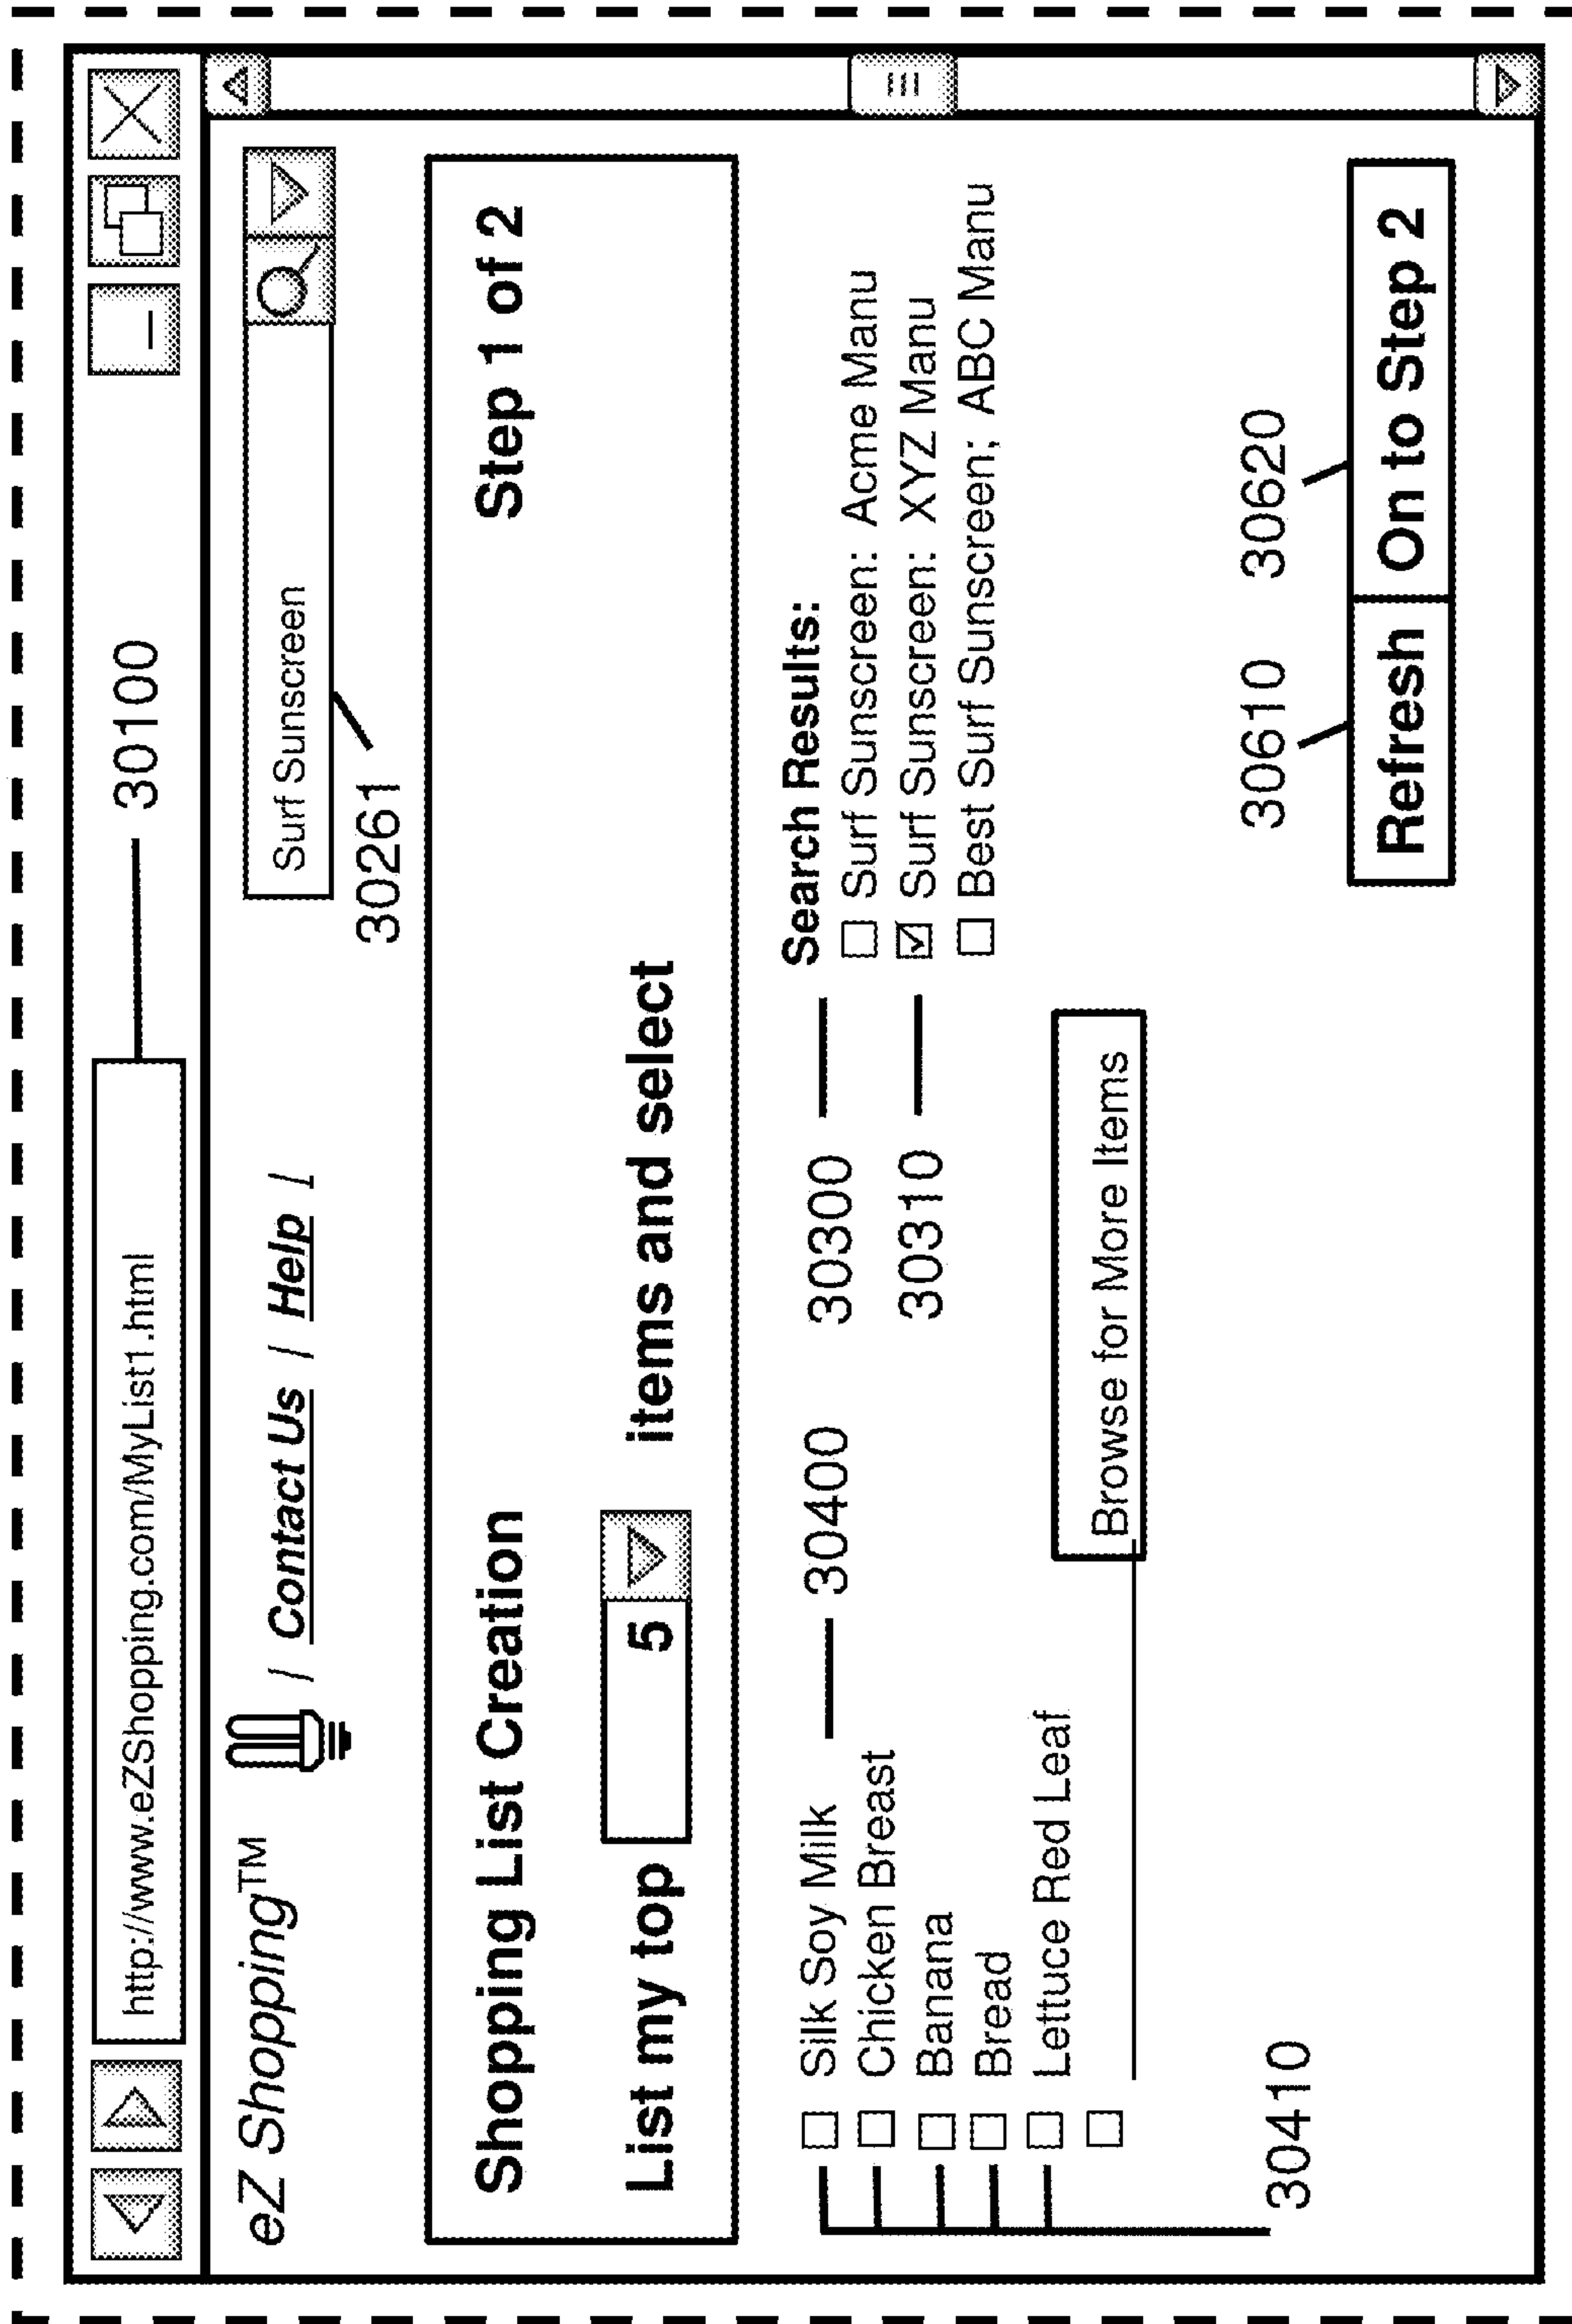 http://www.eZShopping.com/MyList1.html 30100
eZ Shopping™ / Contact Us / Help /
Surf Sunscreen
30261
Shopping List Creation Step 1 of 2
List my top 5 items and select
Silk Soy Milk 30400
Chicken Breast
Banana
Bread
Lettuce Red Leaf
30410
Browse for More Items
30300 Search Results:
Surf Sunscreen: Acme Manu
30310 Surf Sunscreen: XYZ Manu
Best Surf Sunscreen; ABC Manu
30610 30620
Refresh On to Step 2